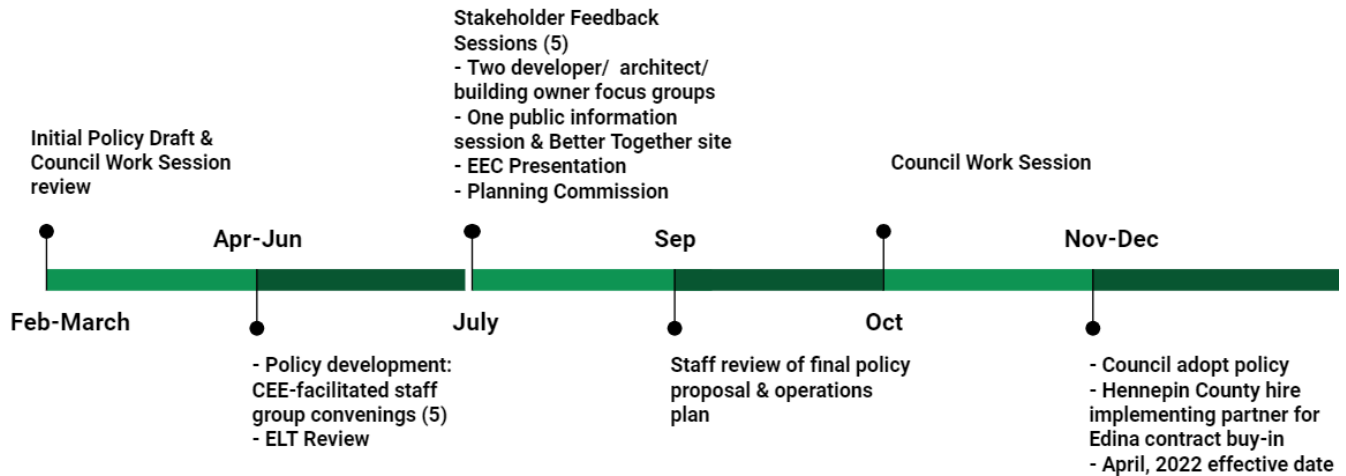 Initial Policy Draft &
Council Work Session
review
Feb-March
Apr-Jun
- Policy development:
CEE-facilitated staff
group convenings (5)
- ELT Review
Stakeholder Feedback
Sessions (5)
- Two developer/ architect/
building owner focus groups
- One public information
session & Better Together site
- EEC Presentation
- Planning Commission
July
Sep
Staff review of final policy
proposal & operations
plan
Council Work Session
Oct
Nov-Dec
- Council adopt policy
- Hennepin County hire
implementing partner for
Edina contract buy-in
- April, 2022 effective date